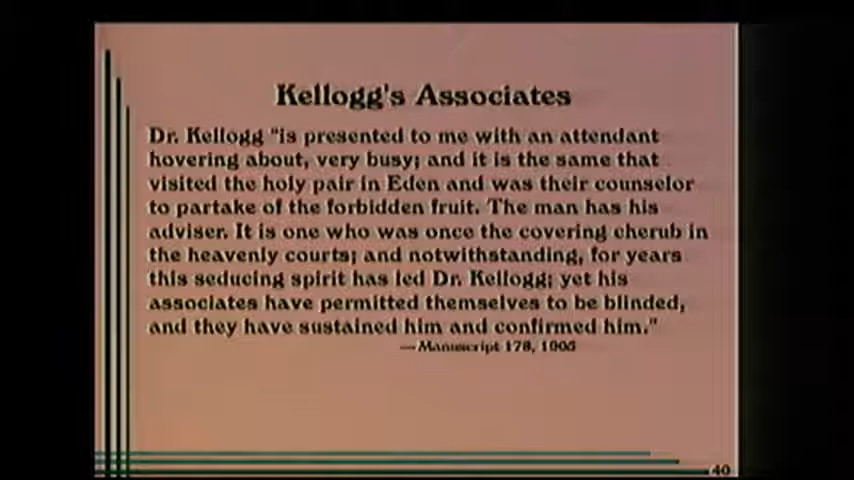 Kellogg's Associates
Dr. Kellogg "is presented to me with an attendant
hovering about, very busy; and it is the same that
visited the holy pair in Eden and was their counselor
to partake of the forbidden fruit. The man has his
adviser. It is one who was once the covering cherub in
the heavenly courts; and notwithstanding, for years
this seducing spirit has led Dr. Kellogg; yet his
associates have permitted themselves to be blinded,
and they have sustained him and confirmed him."
—Manuscript 178, 1905
40